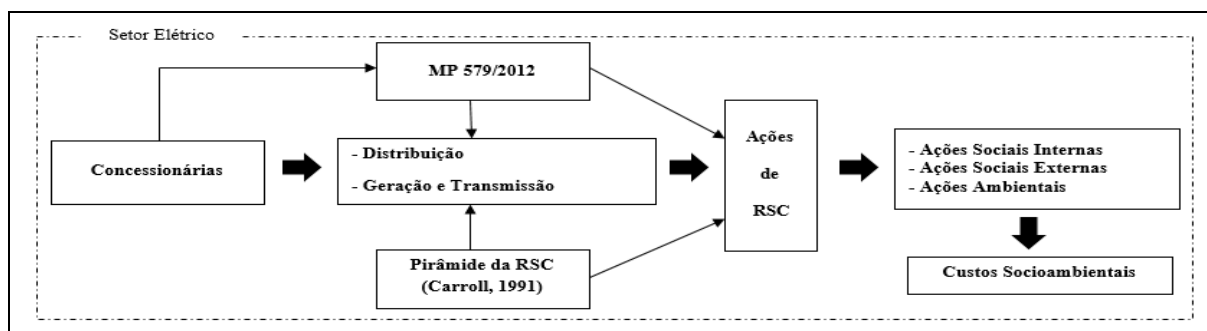 Setor Elétrico
MP 579/2012
Concessionárias
- Distribuição
- Geração e Transmissão
Pirâmide da RSC
(Carroll, 1991)
Ações
de
RSC
- Ações Sociais Internas
- Ações Sociais Externas
- Ações Ambientais
Custos Socioambientais